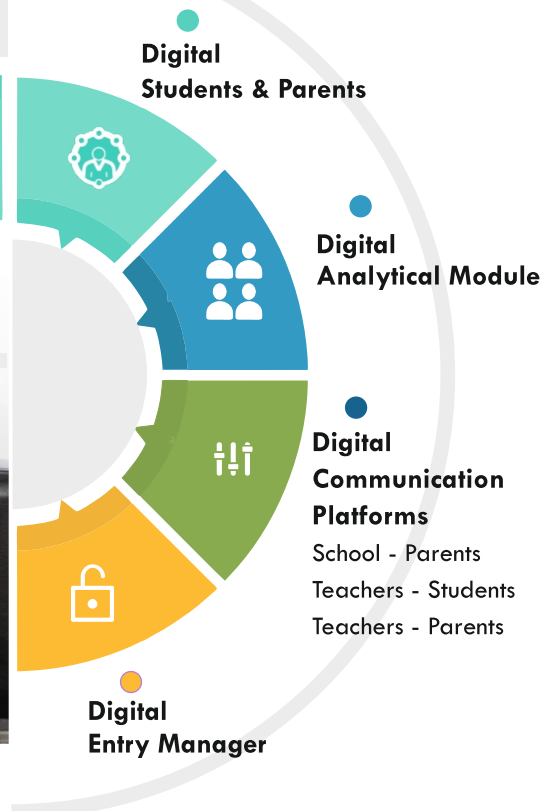 Digital
Students & Parents
Digital
Analytical Module
Digital
Communication
Platforms
School - Parents
Teachers - Students
Teachers - Parents
Digital
Entry Manager